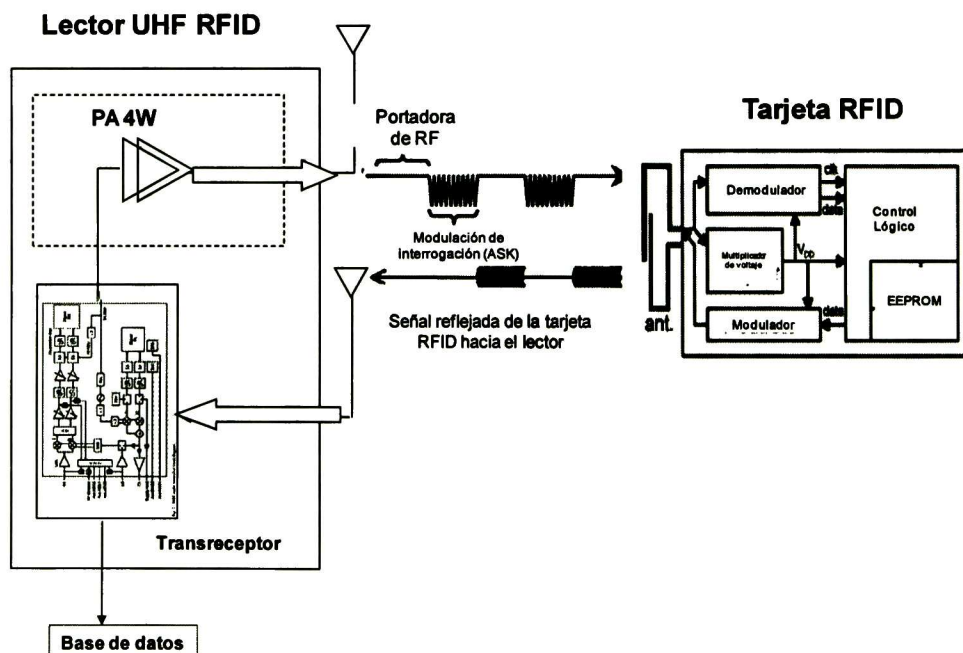 Lector UHF RFID
PA 4W
Portadora
de RF
Modulación de
interrogación (ASK)
Señal reflejada de la tarjeta
RFID hacia el lector
Transreceptor
Base de datos
Tarjeta RFID
ant.
Demodulador
clk
data
Multiplicador
de voltaje
VDD
Modulador
data
Control
Lógico
EEPROM